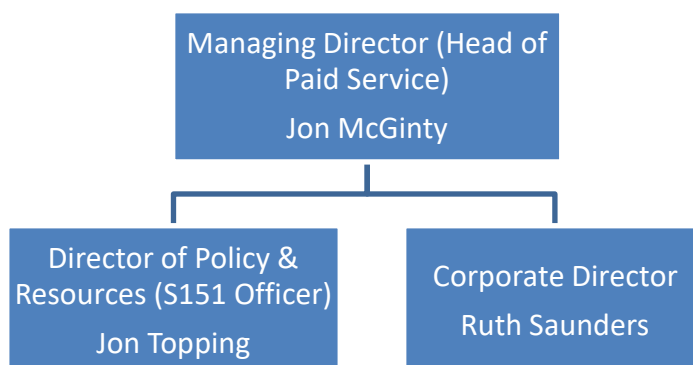 Managing Director (Head of
Paid Service)
Jon McGinty
Director of Policy &
Resources (S151 Officer)
Jon Topping
Corporate Director
Ruth Saunders